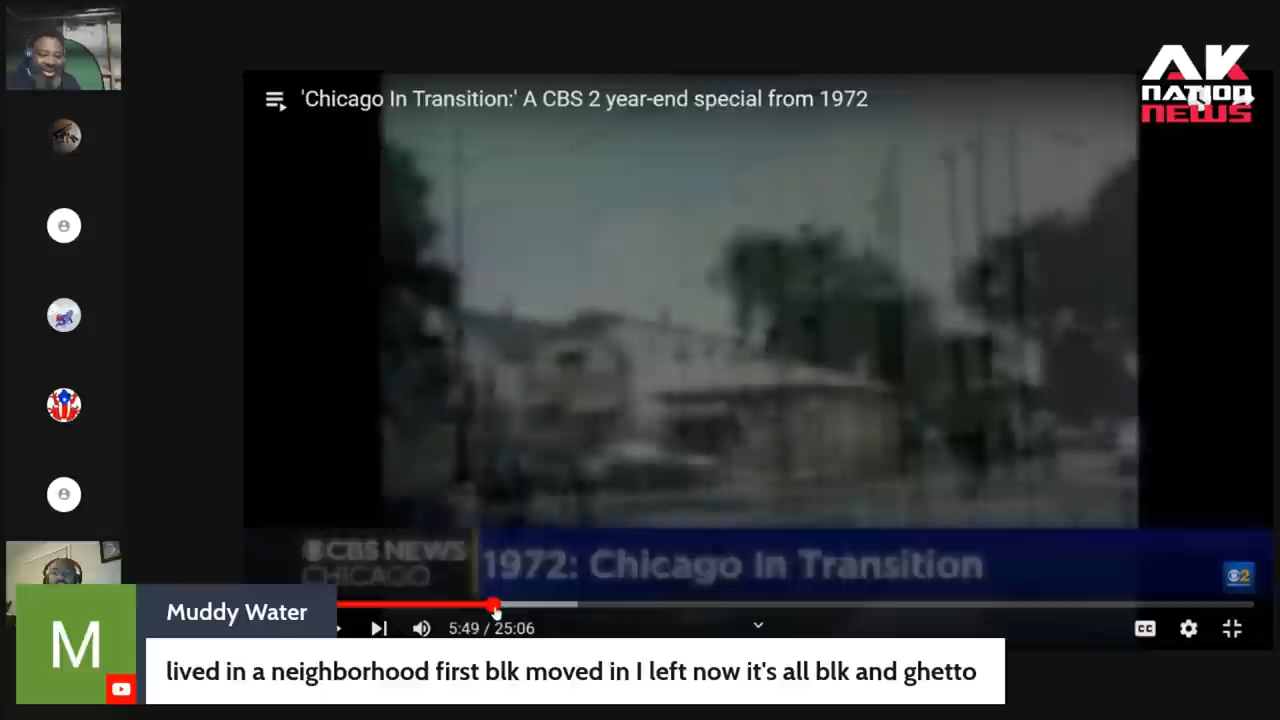 'Chicago In Transition:' A CBS 2 year-end special from 1972
AK
NATION
NEWS
CBS NEWS
CHICAGO
1972: Chicago In Transition
2
5:49 / 25:06
CC
M
Muddy Water
lived in a neighborhood first blk moved in I left now it's all blk and ghetto